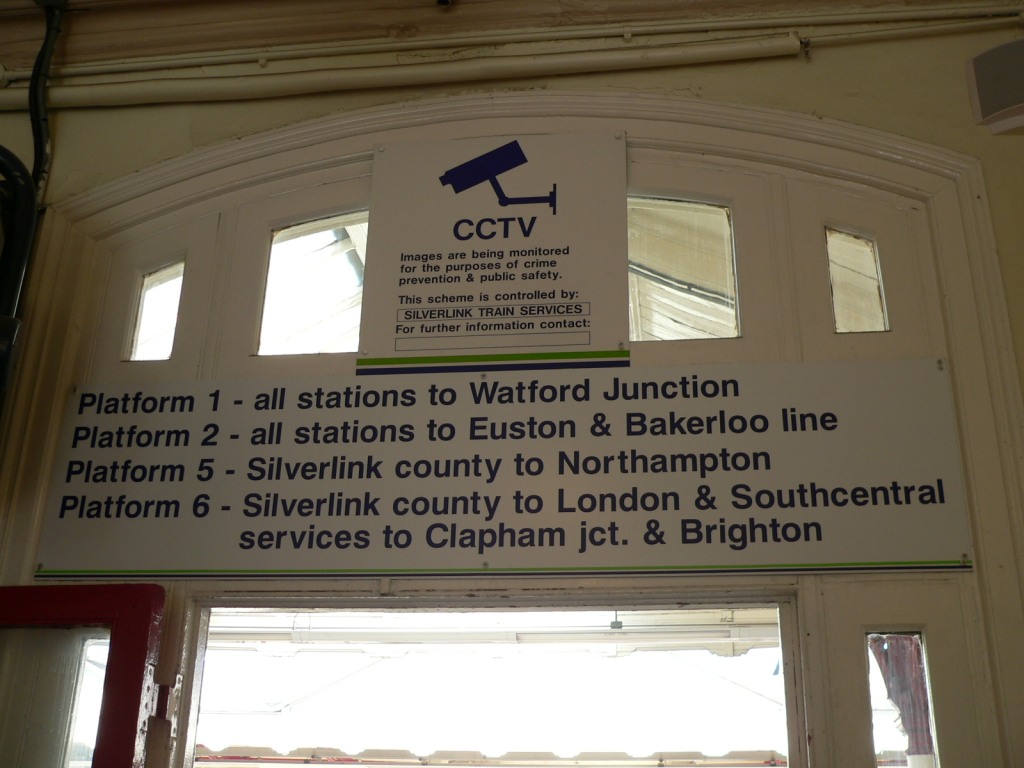 CCTV
Images are being monitored
for the purposes of crime
prevention & public safety.
This scheme is controlled by:
SILVERLINK TRAIN SERVICES
For further information contact:
Platform 1 - all stations to Watford Junction
Platform 2 - all stations to Euston & Bakerloo line
Platform 5 - Silverlink county to Northampton
Platform 6 - Silverlink county to London & Southcentral
services to Clapham jct. & Brighton